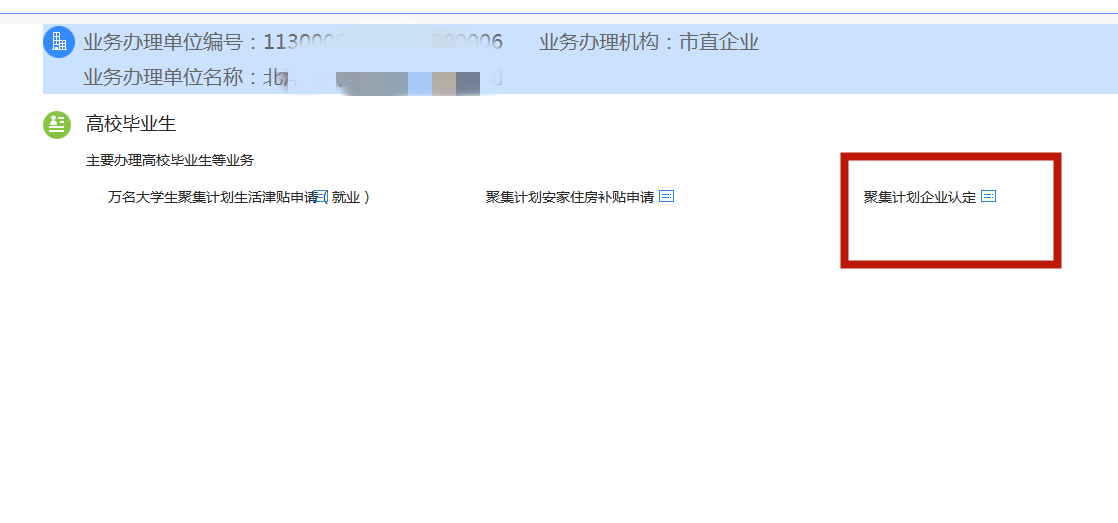 业务办理单位编号：1130000 080006 业务办理机构：市直企业
业务办理单位名称：北
高校毕业生
主要办理高校毕业生等业务
万名大学生聚集计划生活津贴申请（就业） 聚集计划安家住房补贴申请 聚集计划企业认定